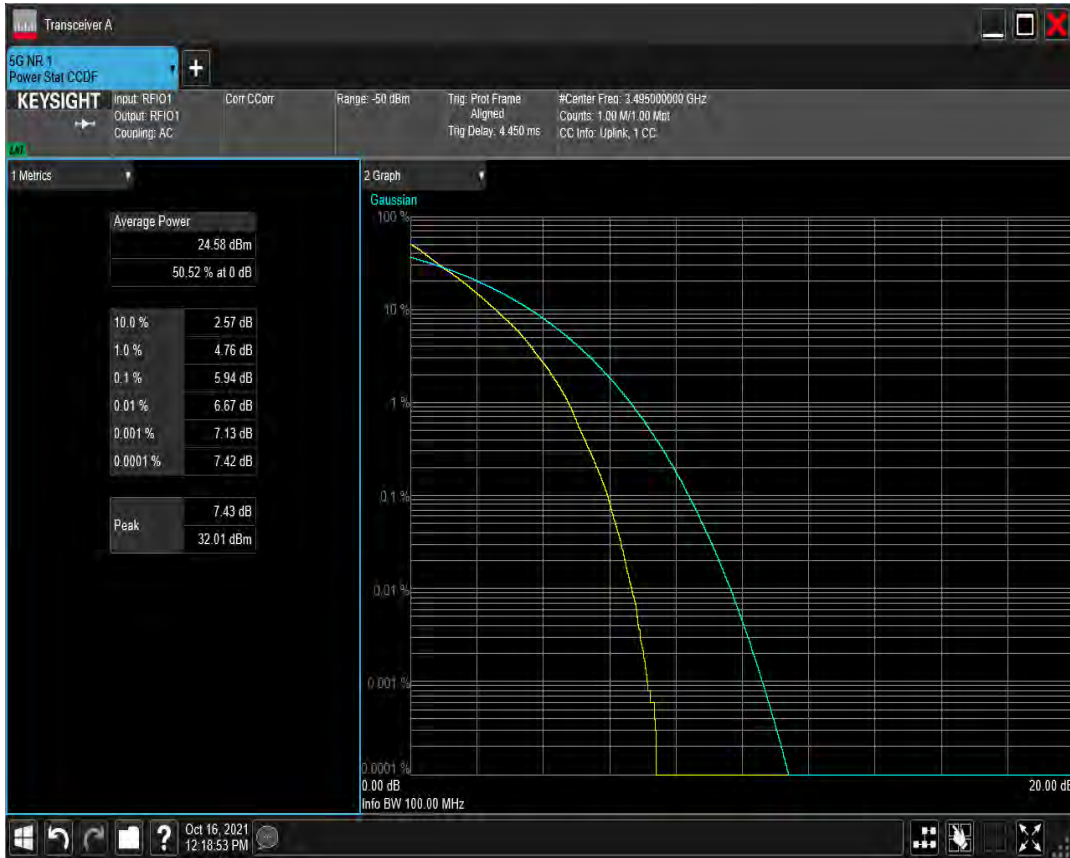 Transceiver A
5G NR 1
Power Stat CCDF
+
KEYSIGHT
Input: RFIO1
Output: RFIO1
Coupling: AC
Corr CCorr
Range: -50 dBm
Trig: Prot Frame
Aligned
Trig Delay: 4.450 ms
#Center Freq: 3.495000000 GHz
Counts: 1.00 M/1.00 Mpt
CC Info: Uplink, 1 CC
1 Metrics
Average Power
24.58 dBm
50.52 % at 0 dB
10.0 % 2.57 dB
1.0 % 4.76 dB
0.1 % 5.94 dB
0.01 % 6.67 dB
0.001 % 7.13 dB
0.0001 % 7.42 dB
Peak
7.43 dB
32.01 dBm
2 Graph
Gaussian
100 %
10 %
1 %
0.1 %
0.01 %
0.001 %
0.0001 %
0.00 dB
20.00 dB
Info BW 100.00 MHz
?
Oct 16, 2021
12:18:53 PM